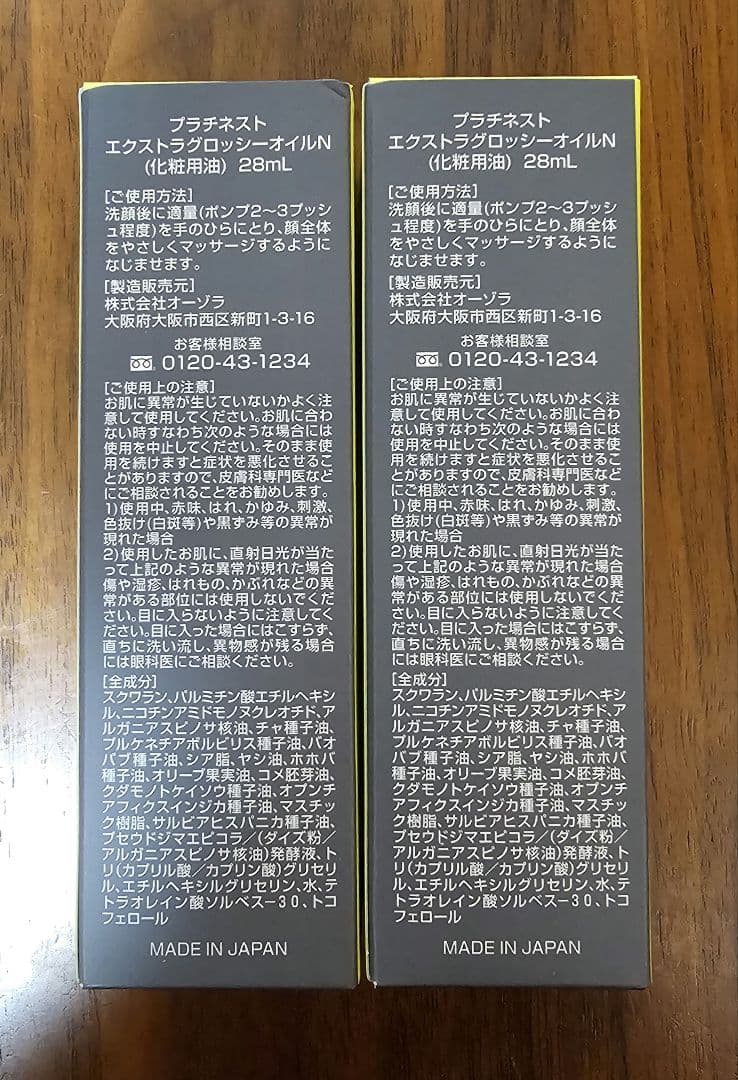 プラチネスト
エクストラグロッシーオイルN
(化粧用油) 28mL
[ご使用方法]
洗顔後に適量(ポンプ2〜3プッシ
ュ程度)を手のひらにとり、顔全体
をやさしくマッサージするように
なじませます。
[製造販売元]
株式会社オーゾラ
大阪府大阪市西区新町1-3-16
お客様相談室
0120-43-1234
[ご使用上の注意]
お肌に異常が生じていないかよく注
意して使用してください。お肌に合わ
ない時すなわち次のような場合には
使用を中止してください。そのまま使
用を続けますと症状を悪化させるこ
とがありますので、皮膚科専門医など
にご相談されることをお勧めします。
1)使用中、赤味、はれ、かゆみ、刺激、
色抜け(白斑等)や黒ずみ等の異常が
現れた場合
2)使用したお肌に、直射日光が当た
って上記のような異常が現れた場合
傷や湿疹、はれもの、かぶれなどの異
常がある部位には使用しないでくだ
さい。目に入らないように注意してく
ださい。目に入った場合にはこすらず、
直ちに洗い流し、異物感が残る場合
には眼科医にご相談ください。
[全成分]
スクワラン、パルミチン酸エチルヘキシ
ル、ニコチンアミドモノヌクレオチド、ア
ルガニアスピノサ核油、チャ種子油、
プルケネチアボルビリス種子油、バオ
バブ種子油、シア脂、ヤシ油、ホホバ
種子油、オリーブ果実油、コメ胚芽油、
クダモノトケイソウ種子油、オプンチ
アフィクスインジカ種子油、マスチッ
ク樹脂、サルビアヒスパニカ種子油、
プセウドジマエピコラ／(ダイズ粉／
アルガニアスピノサ核油)発酵液、ト
リ(カプリル酸／カプリン酸)グリセリ
ル、エチルヘキシルグリセリン、水、テ
トラオレイン酸ソルベス-30、トコ
フェロール
MADE IN JAPAN
プラチネスト
エクストラグロッシーオイルN
(化粧用油) 28mL
[ご使用方法]
洗顔後に適量(ポンプ2〜3プッシ
ュ程度)を手のひらにとり、顔全体
をやさしくマッサージするように
なじませます。
[製造販売元]
株式会社オーゾラ
大阪府大阪市西区新町1-3-16
お客様相談室
0120-43-1234
[ご使用上の注意]
お肌に異常が生じていないかよく注
意して使用してください。お肌に合わ
ない時すなわち次のような場合には
使用を中止してください。そのまま使
用を続けますと症状を悪化させるこ
とがありますので、皮膚科専門医など
にご相談されることをお勧めします。
1)使用中、赤味、はれ、かゆみ、刺激、
色抜け(白斑等)や黒ずみ等の異常が
現れた場合
2)使用したお肌に、直射日光が当た
って上記のような異常が現れた場合
傷や湿疹、はれもの、かぶれなどの異
常がある部位には使用しないでくだ
さい。目に入らないように注意してく
ださい。目に入った場合にはこすらず、
直ちに洗い流し、異物感が残る場合
には眼科医にご相談ください。
[全成分]
スクワラン、パルミチン酸エチルヘキシ
ル、ニコチンアミドモノヌクレオチド、ア
ルガニアスピノサ核油、チャ種子油、
プルケネチアボルビリス種子油、バオ
バブ種子油、シア脂、ヤシ油、ホホバ
種子油、オリーブ果実油、コメ胚芽油、
クダモノトケイソウ種子油、オプンチ
アフィクスインジカ種子油、マスチッ
ク樹脂、サルビアヒスパニカ種子油、
プセウドジマエピコラ／(ダイズ粉／
アルガニアスピノサ核油)発酵液、ト
リ(カプリル酸／カプリン酸)グリセリ
ル、エチルヘキシルグリセリン、水、テ
トラオレイン酸ソルベス-30、トコ
フェロール
MADE IN JAPAN